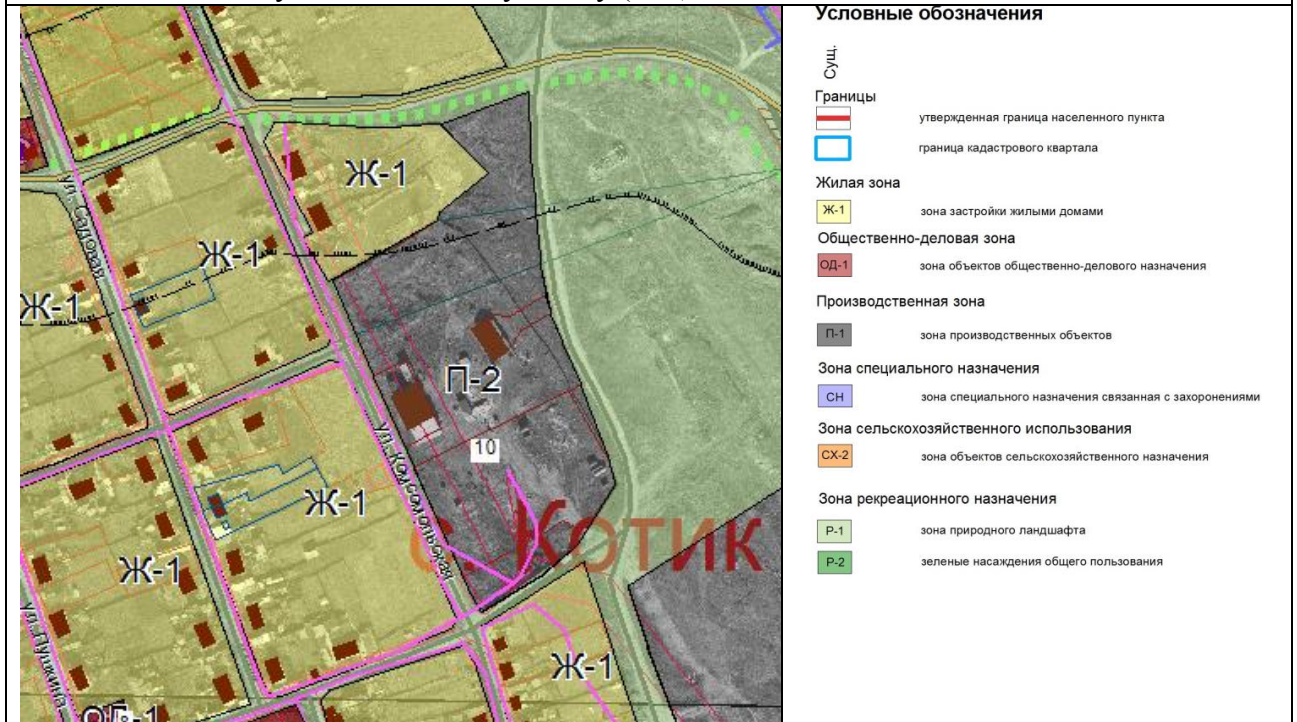 Условные обозначения
Сущ.
Границы
утвержденная граница населенного пункта
граница кадастрового квартала
Жилая зона
Ж-1 зона застройки жилыми домами
Общественно-деловая зона
ОД-1 зона объектов общественно-делового назначения
Производственная зона
П-1 зона производственных объектов
Зона специального назначения
СН зона специального назначения связанная с захоронениями
Зона сельскохозяйственного использования
СХ-2 зона объектов сельскохозяйственного назначения
Зона рекреационного назначения
Р-1 зона природного ландшафта
Р-2 зеленые насаждения общего пользования
Ж-1
ул. Садовая
Ж-1
Ж-1
П-2
10
ул. Комсомольская
Ж-1
с. Котик
Ж-1
ул. Пушкина
Ж-1